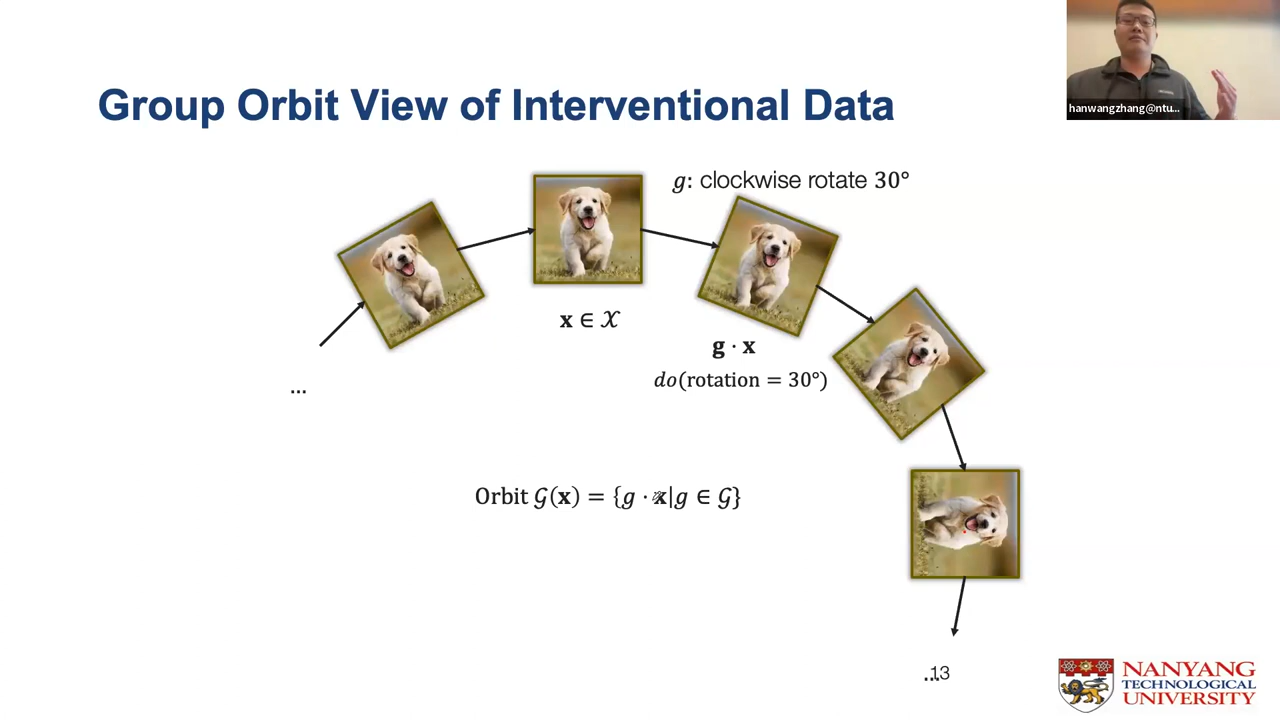 hanwangzhang@ntu...
Group Orbit View of Interventional Data
g: clockwise rotate 30°
x ∈ 𝒳
g · x
do(rotation = 30°)
...
Orbit 𝒢(x) = {g · x|g ∈ 𝒢}
...
13
NANYANG
TECHNOLOGICAL
UNIVERSITY